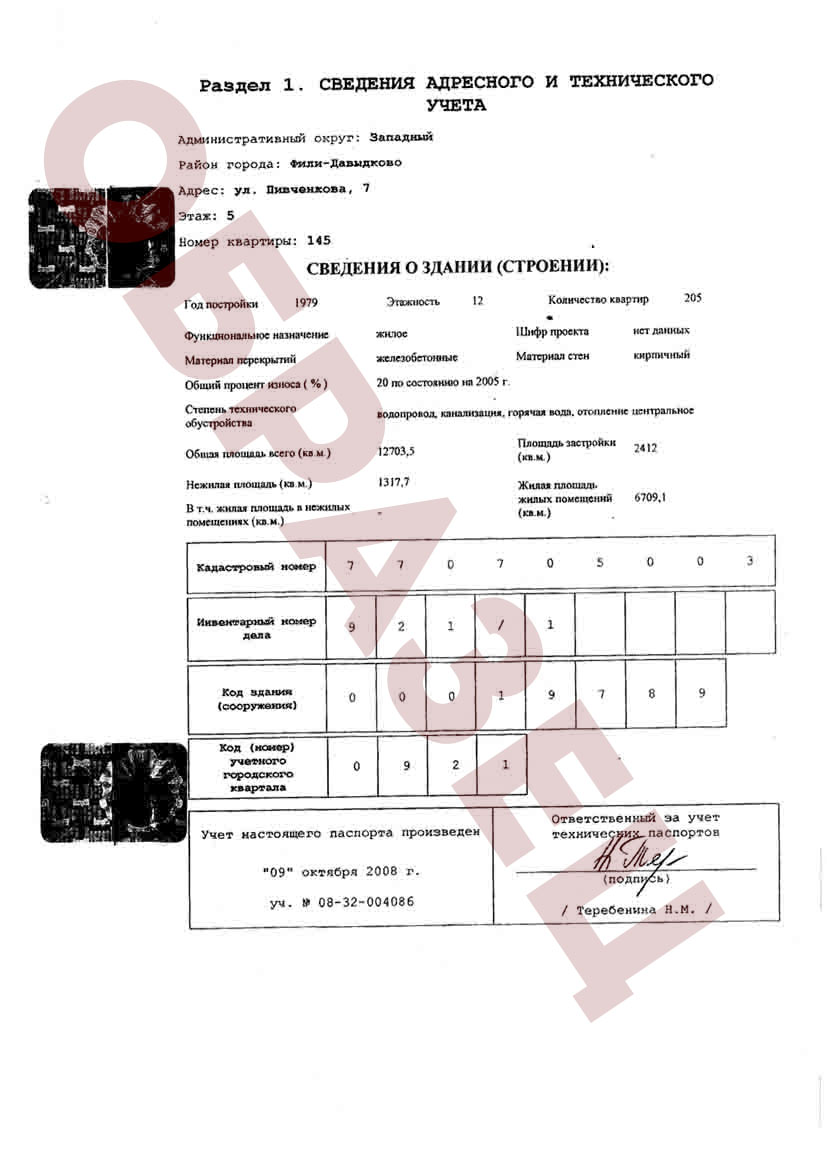 Раздел 1. СВЕДЕНИЯ АДРЕСНОГО И ТЕХНИЧЕСКОГО
УЧЕТА
Административный округ: Западный
Район города: Фили-Давыдково
Адрес: ул. Пивченкова, 7
Этаж: 5
Номер квартиры: 145
СВЕДЕНИЯ О ЗДАНИИ (СТРОЕНИИ):
Год постройки 1979 Этажность 12 Количество квартир 205
Функциональное назначение жилое Шифр проекта нет данных
Материал перекрытий железобетонные Материал стен кирпичный
Общий процент износа ( % ) 20 по состоянию на 2005 г.
Степень технического
обустройства водопровод, канализация, горячая вода, отопление центральное
Общая площадь всего (кв.м.) 12703,5 Площадь застройки
(кв.м.) 2412
Нежилая площадь (кв.м.) 1317,7 Жилая площадь
жилых помещений
(кв.м.) 6709,1
В т.ч. жилая площадь в нежилых
помещениях (кв.м.) -
Кадастровый номер 7 7 0 7 0 5 0 0 3
Инвентарный номер
дела 9 2 1 / 1
Код здания
(сооружения) 0 0 0 1 9 7 8 9
Код (номер)
учетного
городского
квартала 0 9 2 1
Учет настоящего паспорта произведен
"09" октября 2008 г.
уч. № 08-32-004086
Ответственный за учет
технических паспортов
(подпись)
/ Теребенина Н.М. /
ОБРАЗЕЦ